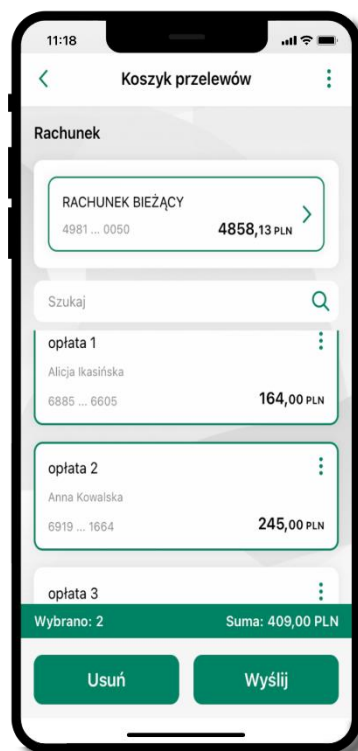 11:18
Koszyk przelewów
Rachunek
RACHUNEK BIEŻĄCY
4981 ... 0050 4858,13 PLN
Szukaj
opłata 1
Alicja Ikasińska
6885 ... 6605 164,00 PLN
opłata 2
Anna Kowalska
6919 ... 1664 245,00 PLN
opłata 3
Wybrano: 2 Suma: 409,00 PLN
Usuń Wyślij